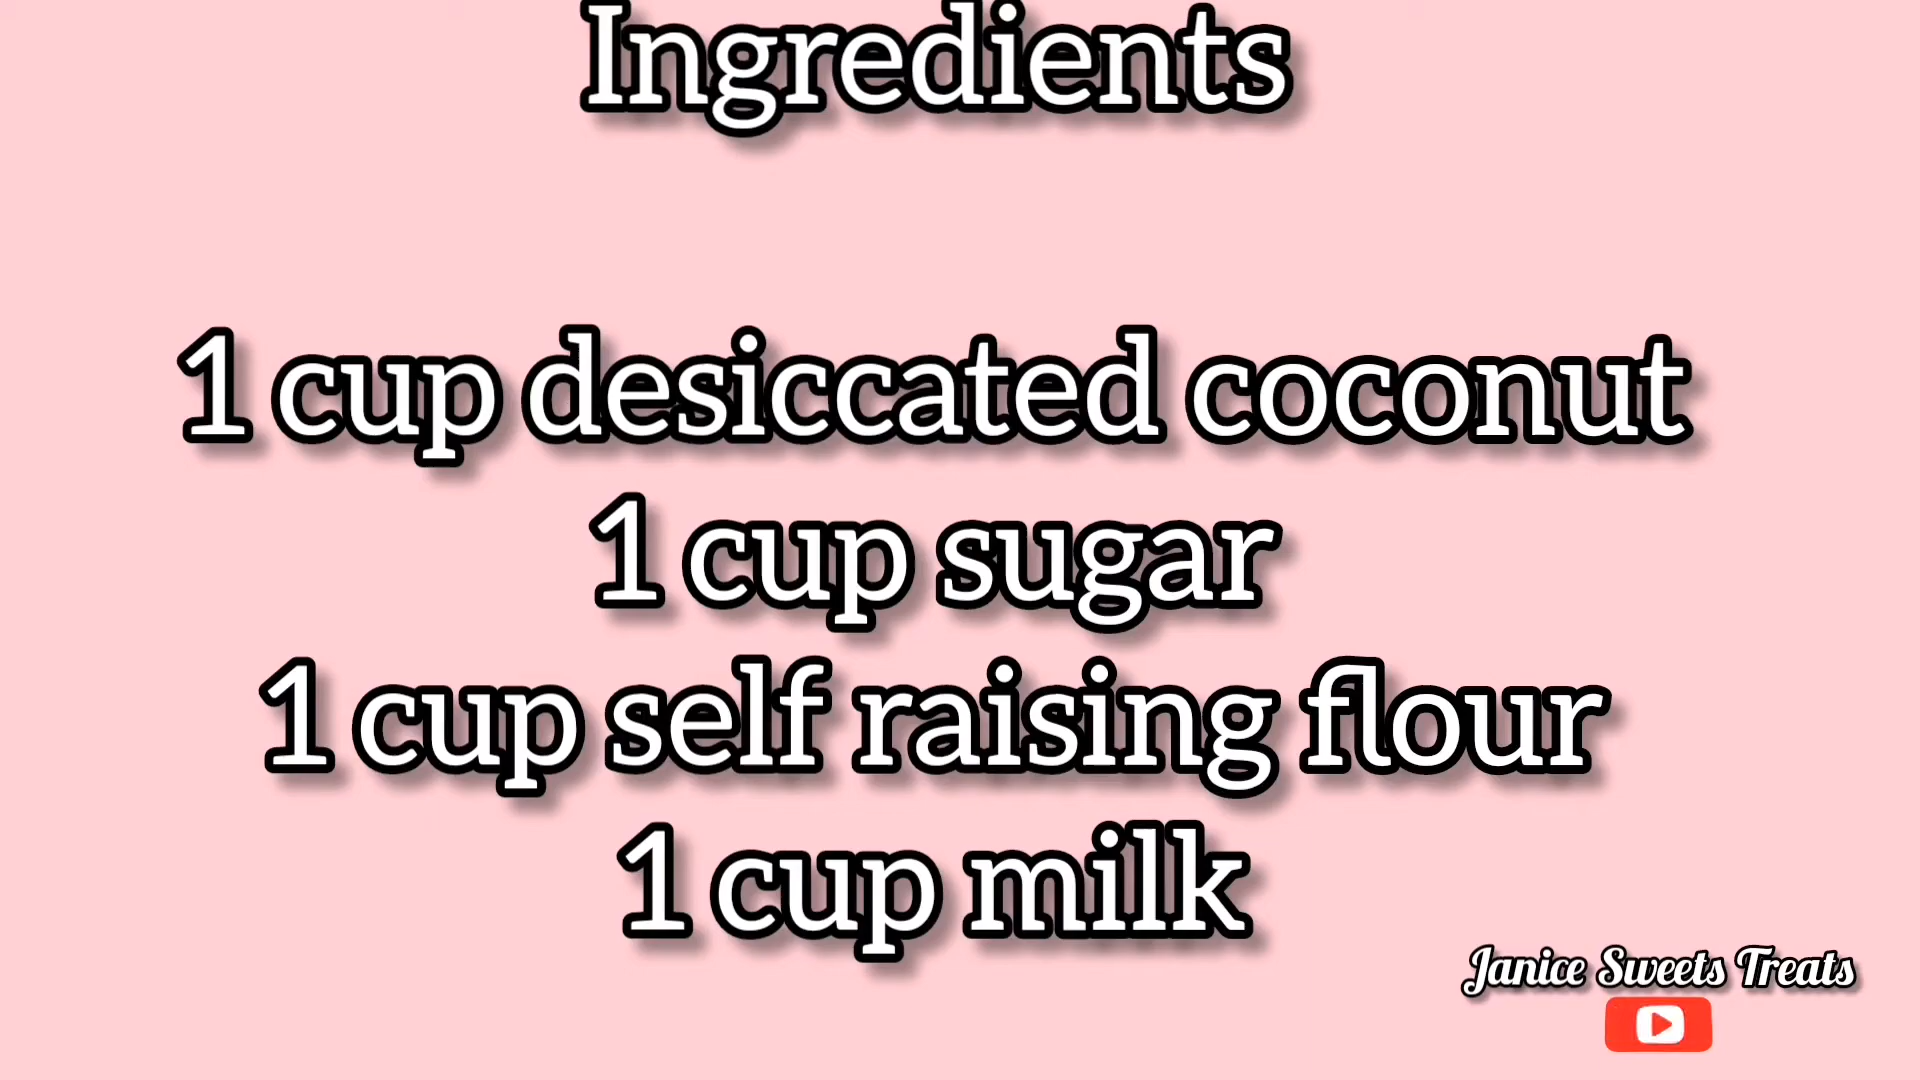 Ingredients
1 cup desiccated coconut
1 cup sugar
1 cup self raising flour
1 cup milk
Janice Sweets Treats